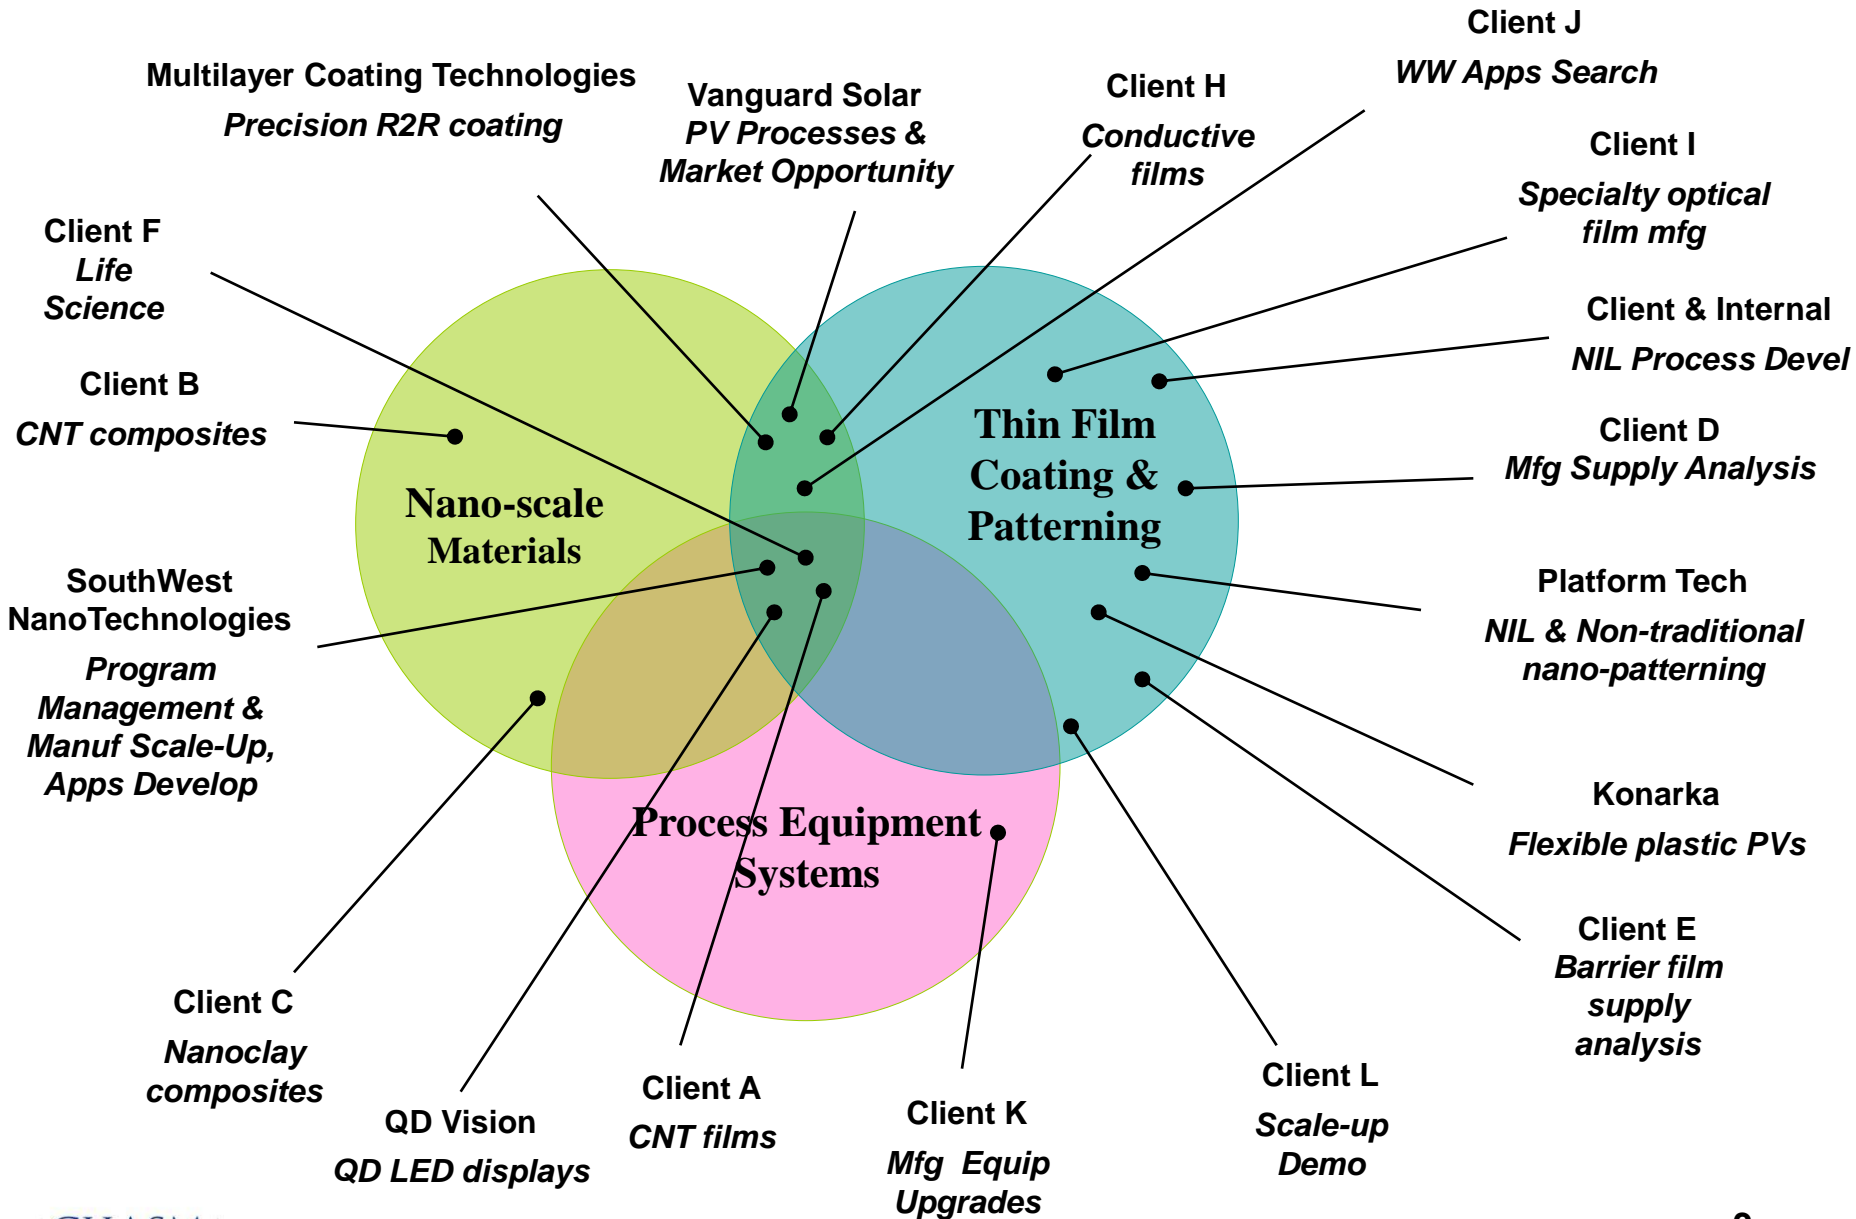 Client J
WW Apps Search
Multilayer Coating Technologies
Precision R2R coating
Vanguard Solar
PV Processes &
Market Opportunity
Client H
Conductive
films
Client I
Specialty optical
film mfg
Client F
Life
Science
Client & Internal
NIL Process Devel
Client B
CNT composites
Thin Film
Coating &
Patterning
Client D
Mfg Supply Analysis
Nano-scale
Materials
SouthWest
NanoTechnologies
Program
Management &
Manuf Scale-Up,
Apps Develop
Platform Tech
NIL & Non-traditional
nano-patterning
Process Equipment
Systems
Konarka
Flexible plastic PVs
Client E
Barrier film
supply
analysis
Client C
Nanoclay
composites
QD Vision
QD LED displays
Client A
CNT films
Client K
Mfg Equip
Upgrades
Client L
Scale-up
Demo